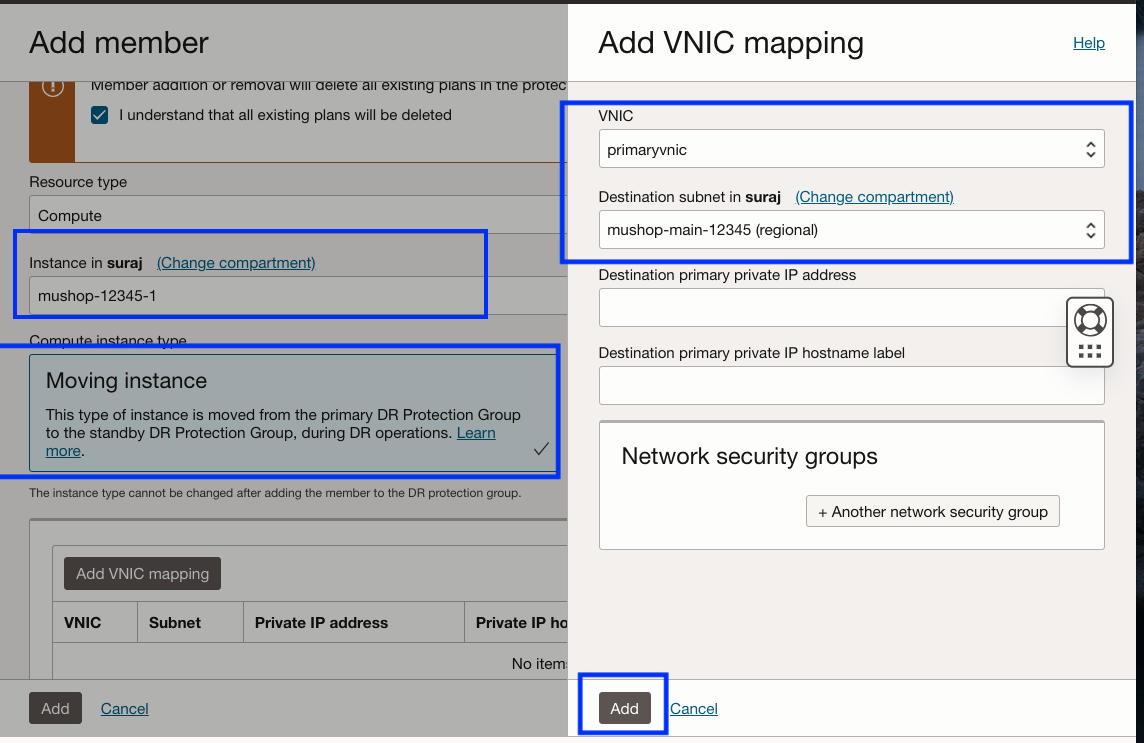 Add member
Member addition or removal will delete all existing plans in the protec
I understand that all existing plans will be deleted
Resource type
Compute
Instance in suraj (Change compartment)
mushop-12345-1
Compute instance type
Moving instance
This type of instance is moved from the primary DR Protection Group
to the standby DR Protection Group, during DR operations. Learn
more.
The instance type cannot be changed after adding the member to the DR protection group.
Add VNIC mapping
VNIC Subnet Private IP address Private IP ho
No items
Add Cancel
Add VNIC mapping
Help
VNIC
primaryvnic
Destination subnet in suraj (Change compartment)
mushop-main-12345 (regional)
Destination primary private IP address
Destination primary private IP hostname label
Network security groups
+ Another network security group
Add Cancel